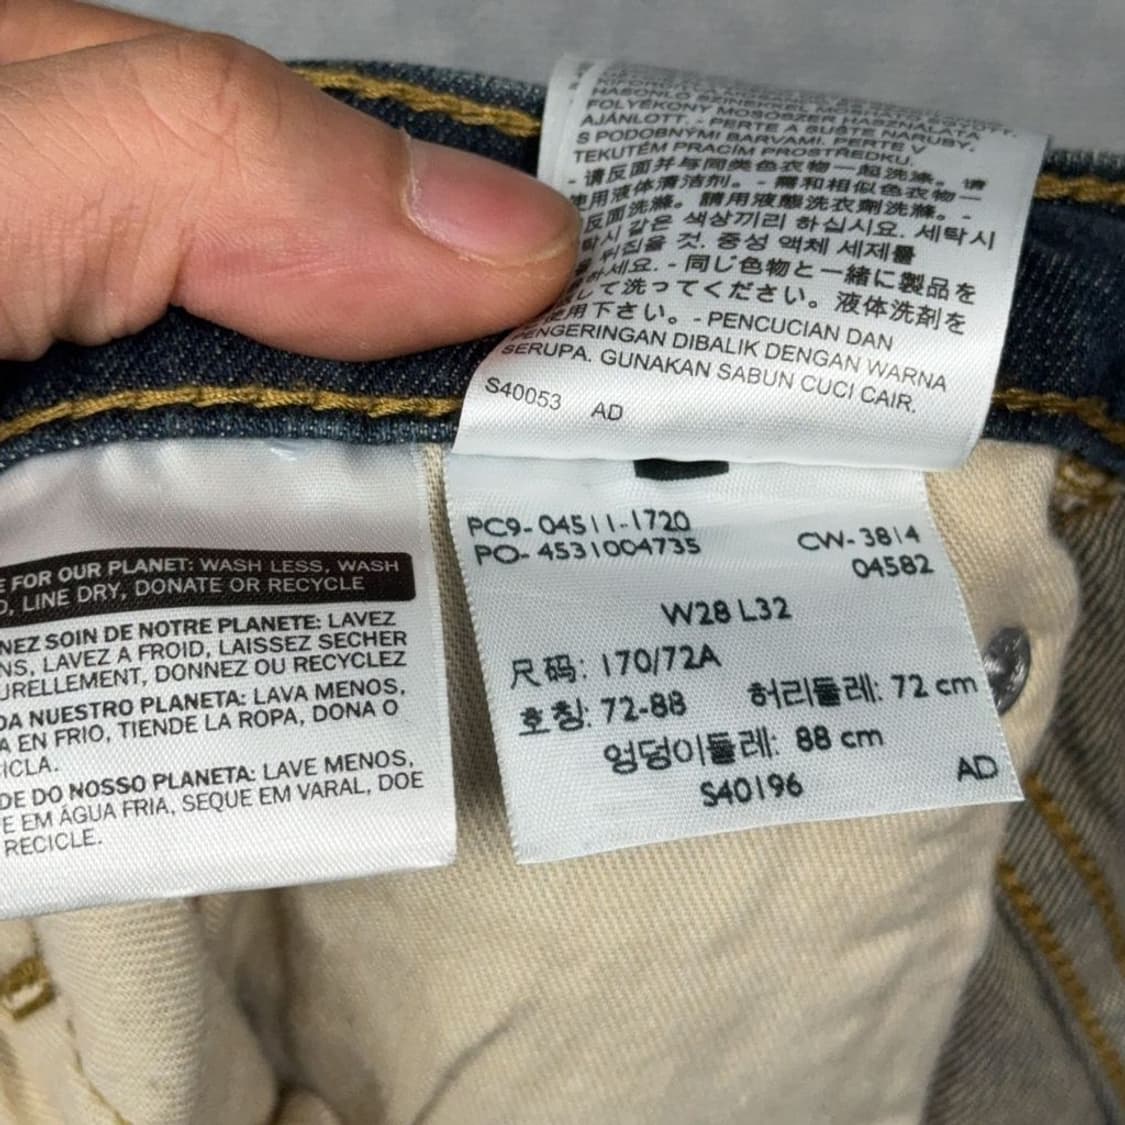 HASONLÓ SZÍNEKKEL
FOLYÉKONY MOSÓSZER HASZNÁLATA
AJÁNLOTT. - PERTE A SUŠTE NARUBY,
S PODOBNÝMI BARVAMI. PERTE V
TEKUTÉM PRACÍM PROSTŘEDKU.
- 请反面并与同类色衣物一起洗涤。请
使用液体清洁剂。- 需和相似色衣物一
反面洗滌。請用液態洗衣劑洗滌。-
탁시 같은 색상끼리 하십시요. 세탁시
뒤집을 것. 중성 액체 세제를
하세요. - 同じ色物と一緒に製品を
して洗ってください。液体洗剤を
使用下さい。- PENCUCIAN DAN
PENGERINGAN DIBALIK DENGAN WARNA
SERUPA. GUNAKAN SABUN CUCI CAIR.
S40053 AD
E FOR OUR PLANET: WASH LESS, WASH
D, LINE DRY, DONATE OR RECYCLE
NEZ SOIN DE NOTRE PLANETE: LAVEZ
NS, LAVEZ A FROID, LAISSEZ SECHER
URELLEMENT, DONNEZ OU RECYCLEZ
DA NUESTRO PLANETA: LAVA MENOS,
A EN FRIO, TIENDE LA ROPA, DONA O
ICLA.
DE DO NOSSO PLANETA: LAVE MENOS,
E EM ÁGUA FRIA, SEQUE EM VARAL, DOE
RECICLE.
PC9-04511-1720
PO-4531004735
CW-3814
04582
W28 L32
尺码: 170/72A
호칭: 72-88 허리둘레: 72 cm
엉덩이둘레: 88 cm
S40196 AD